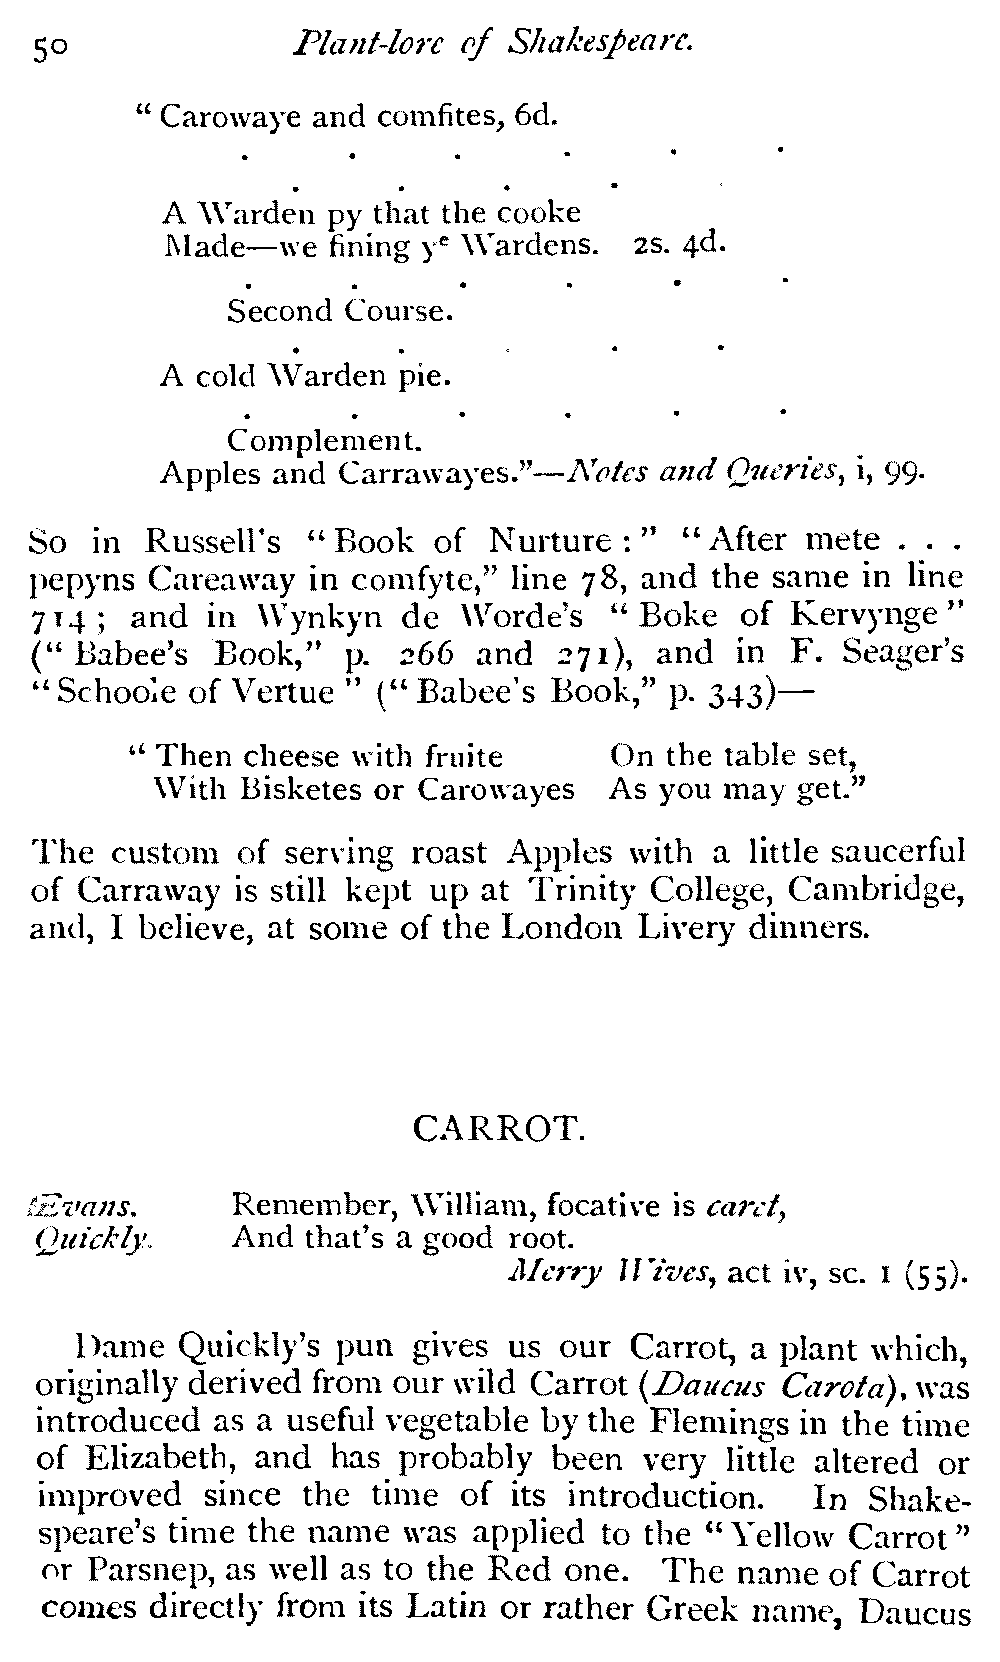 50 Plant-lore of Shakespeare.
“ Carowaye and comfites, 6d.
. . . . . .
. . . .
A Warden py that the cooke
Made—we fining yᵉ Wardens. 2s. 4d.
. . . . . .
Second Course.
. . . . .
A cold Warden pie.
. . . . . .
Complement.
Apples and Carrawayes.”—Notes and Queries, i, 99.
So in Russell's “ Book of Nurture : ” “ After mete . . .
pepyns Careaway in comfyte,” line 78, and the same in line
714 ; and in Wynkyn de Worde's “ Boke of Kervynge ”
(“ Babee's Book,” p. 266 and 271), and in F. Seager's
“ Schoole of Vertue ” (“ Babee's Book,” p. 343)—
“ Then cheese with fruite On the table set,
With Bisketes or Carowayes As you may get.”
The custom of serving roast Apples with a little saucerful
of Carraway is still kept up at Trinity College, Cambridge,
and, I believe, at some of the London Livery dinners.
CARROT.
Evans. Remember, William, focative is caret,
Quickly. And that's a good root.
Merry Wives, act iv, sc. 1 (55).
Dame Quickly's pun gives us our Carrot, a plant which,
originally derived from our wild Carrot (Daucus Carota), was
introduced as a useful vegetable by the Flemings in the time
of Elizabeth, and has probably been very little altered or
improved since the time of its introduction. In Shake-
speare's time the name was applied to the “ Yellow Carrot ”
or Parsnep, as well as to the Red one. The name of Carrot
comes directly from its Latin or rather Greek name, Daucus